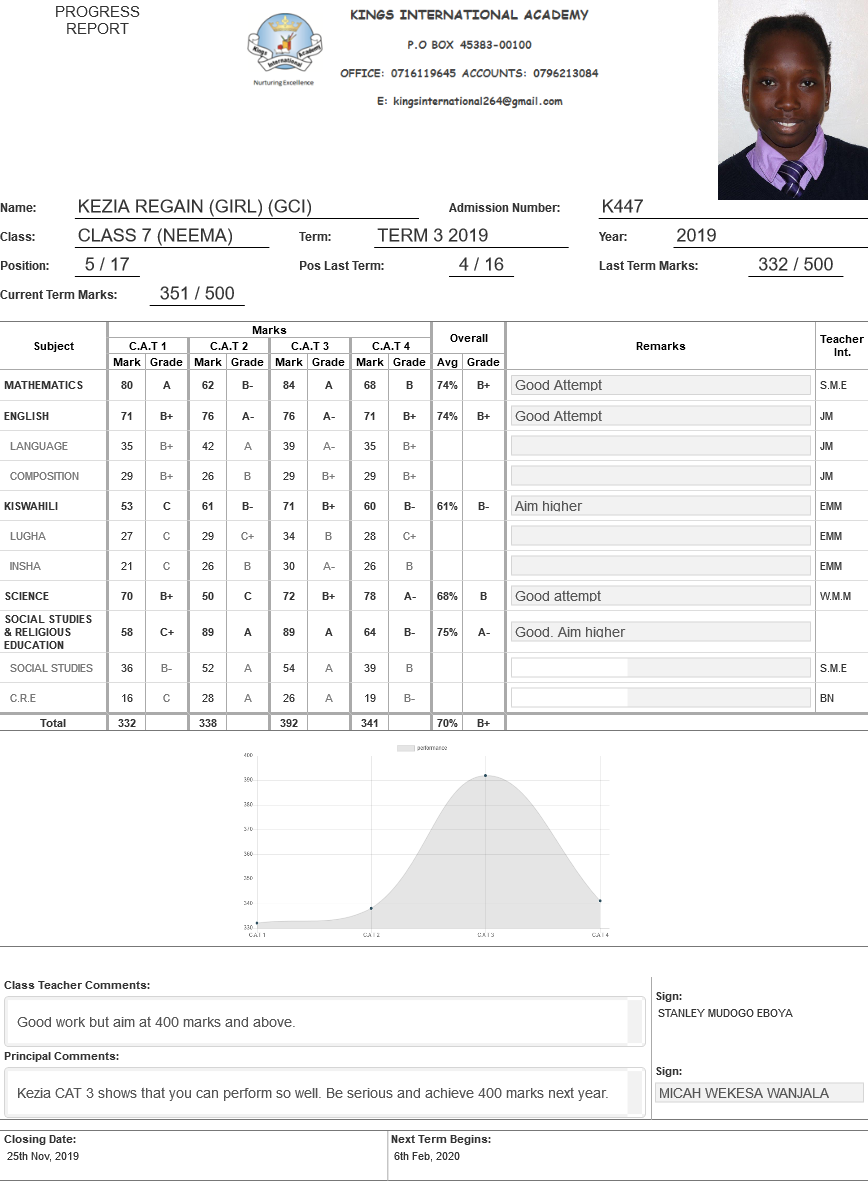 PROGRESS
REPORT
KINGS INTERNATIONAL ACADEMY
P.O BOX 45383-00100
OFFICE: 0716119645 ACCOUNTS: 0796213084
E: kingsinternational264@gmail.com
Kings Academy
International
Nurturing Excellence
Name: KEZIA REGAIN (GIRL) (GCI) Admission Number: K447
Class: CLASS 7 (NEEMA) Term: TERM 3 2019 Year: 2019
Position: 5 / 17 Pos Last Term: 4 / 16 Last Term Marks: 332 / 500
Current Term Marks: 351 / 500
Subject Marks Overall Remarks Teacher Int.
C.A.T 1 C.A.T 2 C.A.T 3 C.A.T 4
Mark Grade Mark Grade Mark Grade Mark Grade Avg Grade
MATHEMATICS 80 A 62 B- 84 A 68 B 74% B+ Good Attempt S.M.E
ENGLISH 71 B+ 76 A- 76 A- 71 B+ 74% B+ Good Attempt JM
LANGUAGE 35 B+ 42 A 39 A- 35 B+ JM
COMPOSITION 29 B+ 26 B 29 B+ 29 B+ JM
KISWAHILI 53 C 61 B- 71 B+ 60 B- 61% B- Aim higher EMM
LUGHA 27 C 29 C+ 34 B 28 C+ EMM
INSHA 21 C 26 B 30 A- 26 B EMM
SCIENCE 70 B+ 50 C 72 B+ 78 A- 68% B Good attempt W.M.M
SOCIAL STUDIES
& RELIGIOUS
EDUCATION 58 C+ 89 A 89 A 64 B- 75% A- Good. Aim higher
SOCIAL STUDIES 36 B- 52 A 54 A 39 B S.M.E
C.R.E 16 C 28 A 26 A 19 B- BN
Total 332 338 392 341 70% B+
performance
400
390
380
370
360
350
340
330
CAT 1 CAT 2 CAT 3 CAT 4
Class Teacher Comments:
Good work but aim at 400 marks and above.
Sign:
STANLEY MUDOGO EBOYA
Principal Comments:
Kezia CAT 3 shows that you can perform so well. Be serious and achieve 400 marks next year.
Sign:
MICAH WEKESA WANJALA
Closing Date:
25th Nov, 2019
Next Term Begins:
6th Feb, 2020